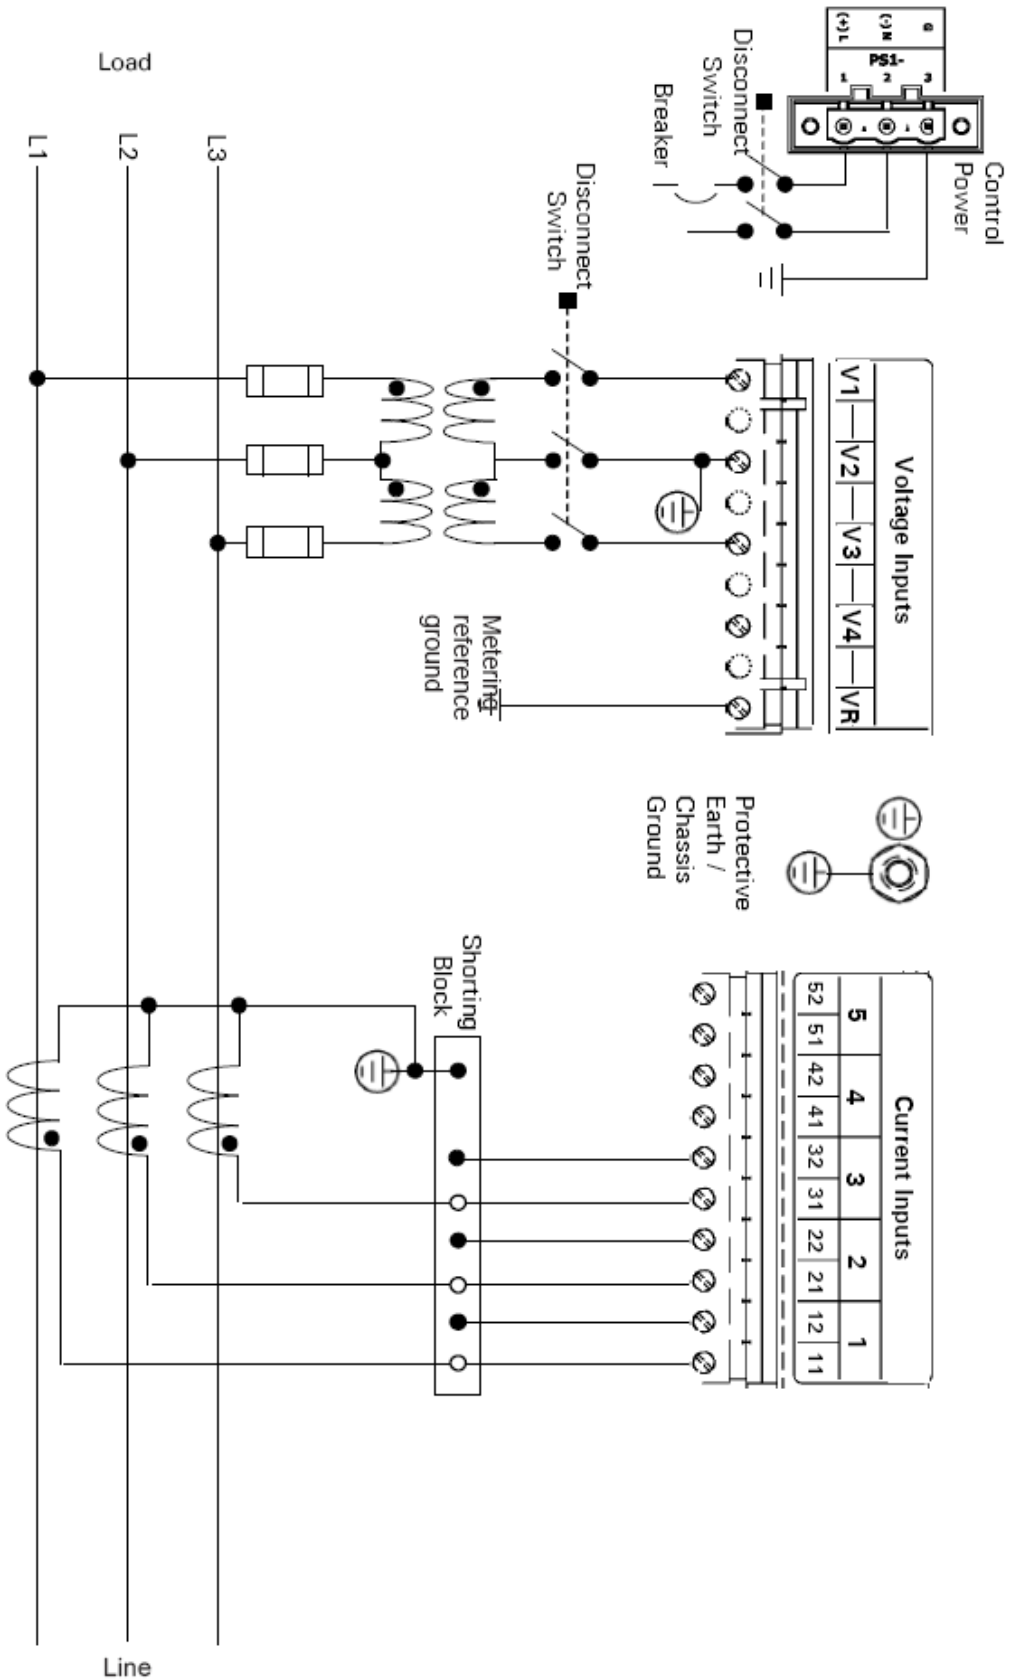 Load
L1
L2
L3
(+) L
(-) N
G
PS1-
1 2 3
Control
Power
Disconnect
Switch
Breaker
Disconnect
Switch
Voltage Inputs
V1 V2 V3 V4 VR
Metering
reference
ground
Protective
Earth /
Chassis
Ground
Shorting
Block
Current Inputs
5 4 3 2 1
52 51 42 41 32 31 22 21 12 11
Line